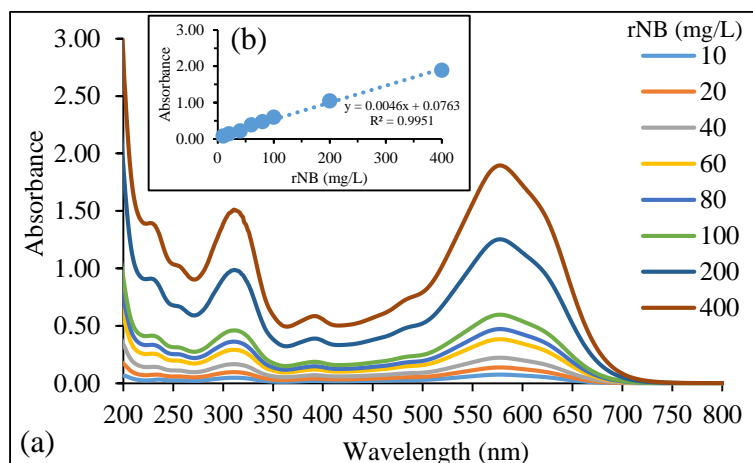 3.00
2.50
2.00
1.50
1.00
0.50
0.00
Absorbance
200 250 300 350 400 450 500 550 600 650 700 750 800
Wavelength (nm)
(a)
(b)
3.00
2.00
1.00
0.00
Absorbance
0 100 200 300 400
rNB (mg/L)
y = 0.0046x + 0.0763
R² = 0.9951
rNB (mg/L)
10
20
40
60
80
100
200
400